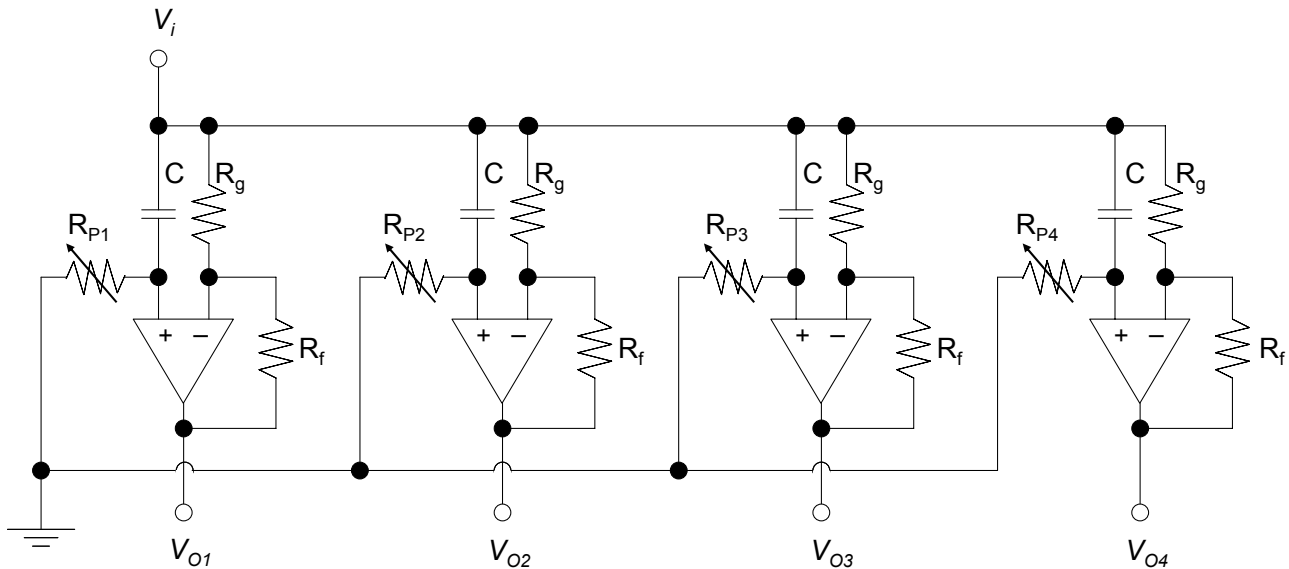 Vi
C Rg C Rg C Rg C Rg
RP1 RP2 RP3 RP4
+ − + − + − + −
Rf Rf Rf Rf
VO1 VO2 VO3 VO4